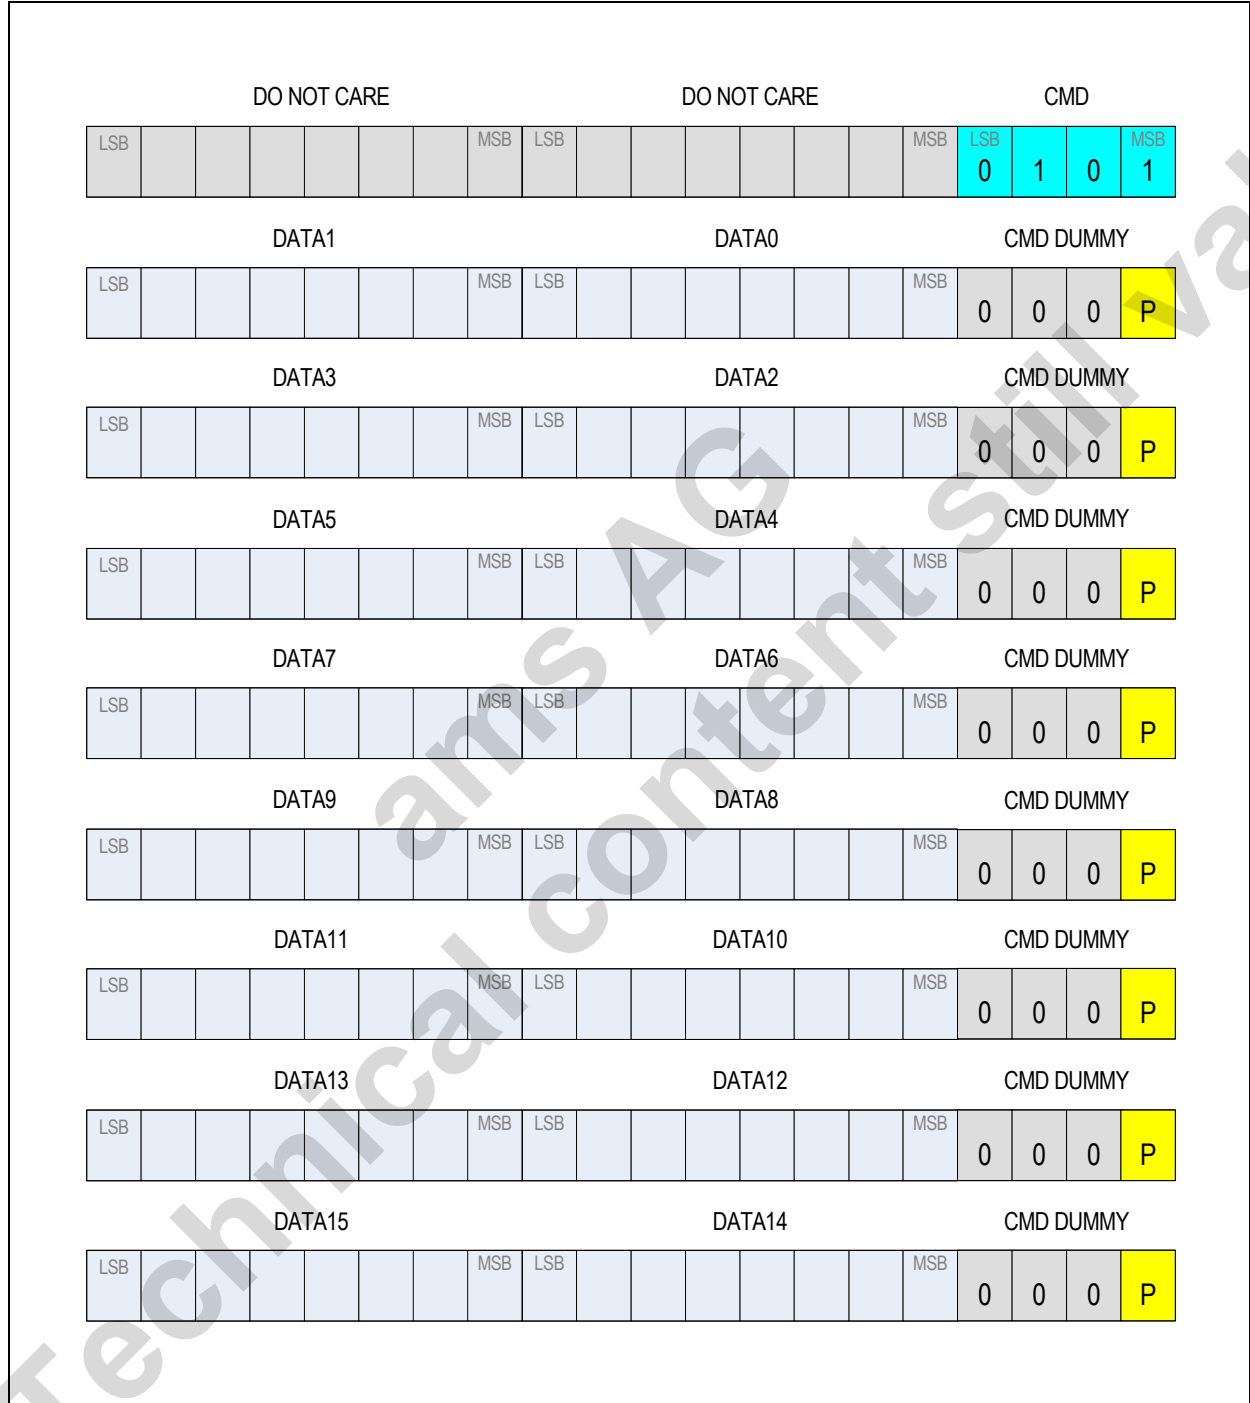 DO NOT CARE DO NOT CARE CMD
LSB MSB LSB MSB LSB MSB
0 1 0 1
DATA1 DATA0 CMD DUMMY
LSB MSB LSB MSB
0 0 0 P
DATA3 DATA2 CMD DUMMY
LSB MSB LSB MSB
0 0 0 P
DATA5 DATA4 CMD DUMMY
LSB MSB LSB MSB
0 0 0 P
DATA7 DATA6 CMD DUMMY
LSB MSB LSB MSB
0 0 0 P
DATA9 DATA8 CMD DUMMY
LSB MSB LSB MSB
0 0 0 P
DATA11 DATA10 CMD DUMMY
LSB MSB LSB MSB
0 0 0 P
DATA13 DATA12 CMD DUMMY
LSB MSB LSB MSB
0 0 0 P
DATA15 DATA14 CMD DUMMY
LSB MSB LSB MSB
0 0 0 P
ams AG
Technical content still